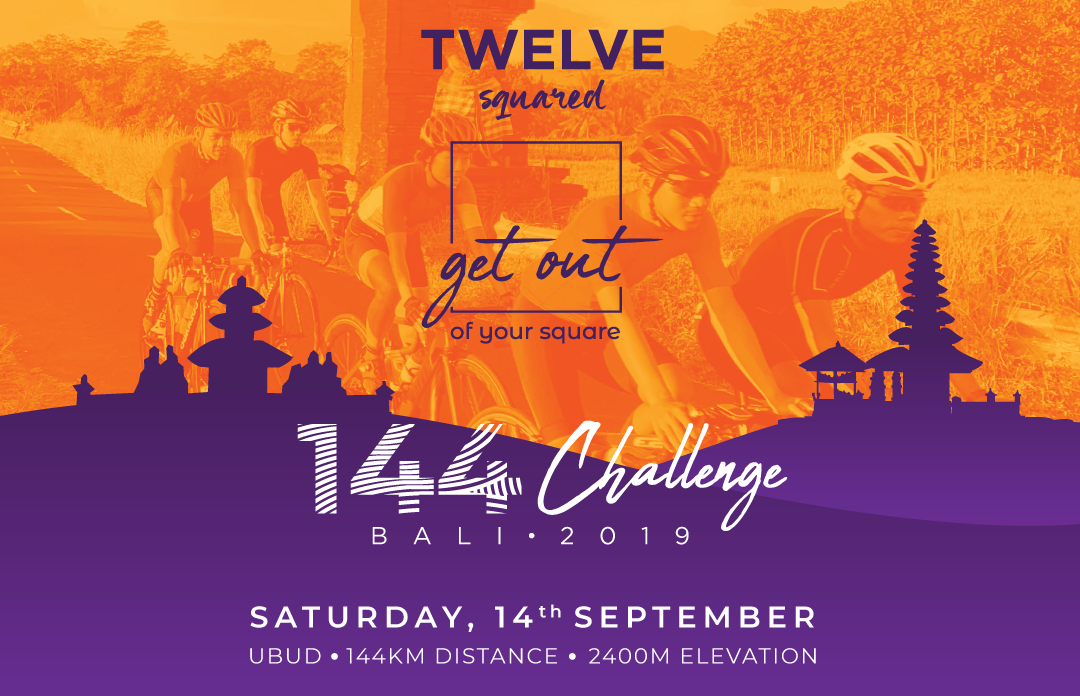 TWELVE
squared
get out
of your square
144 Challenge
BALI • 2019
SATURDAY, 14th SEPTEMBER
UBUD • 144KM DISTANCE • 2400M ELEVATION